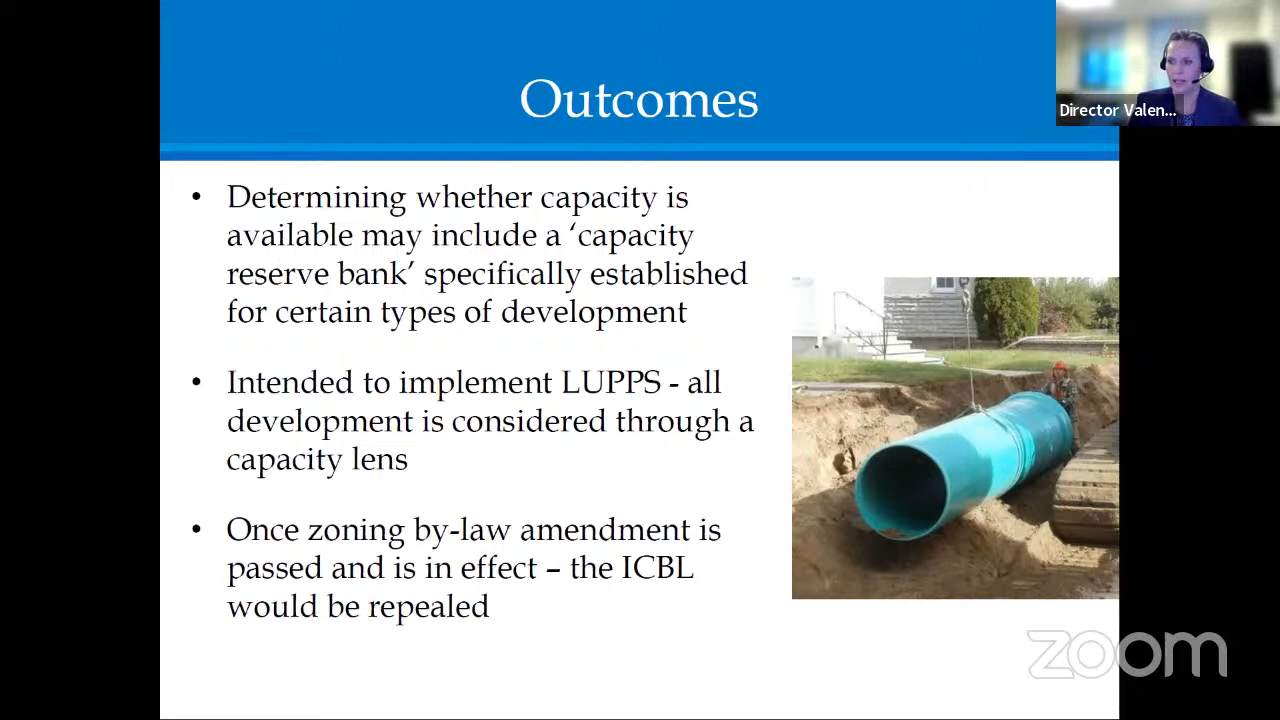 Outcomes
Director Valen...
• Determining whether capacity is
available may include a ‘capacity
reserve bank’ specifically established
for certain types of development
• Intended to implement LUPPS - all
development is considered through a
capacity lens
• Once zoning by-law amendment is
passed and is in effect – the ICBL
would be repealed
zoom